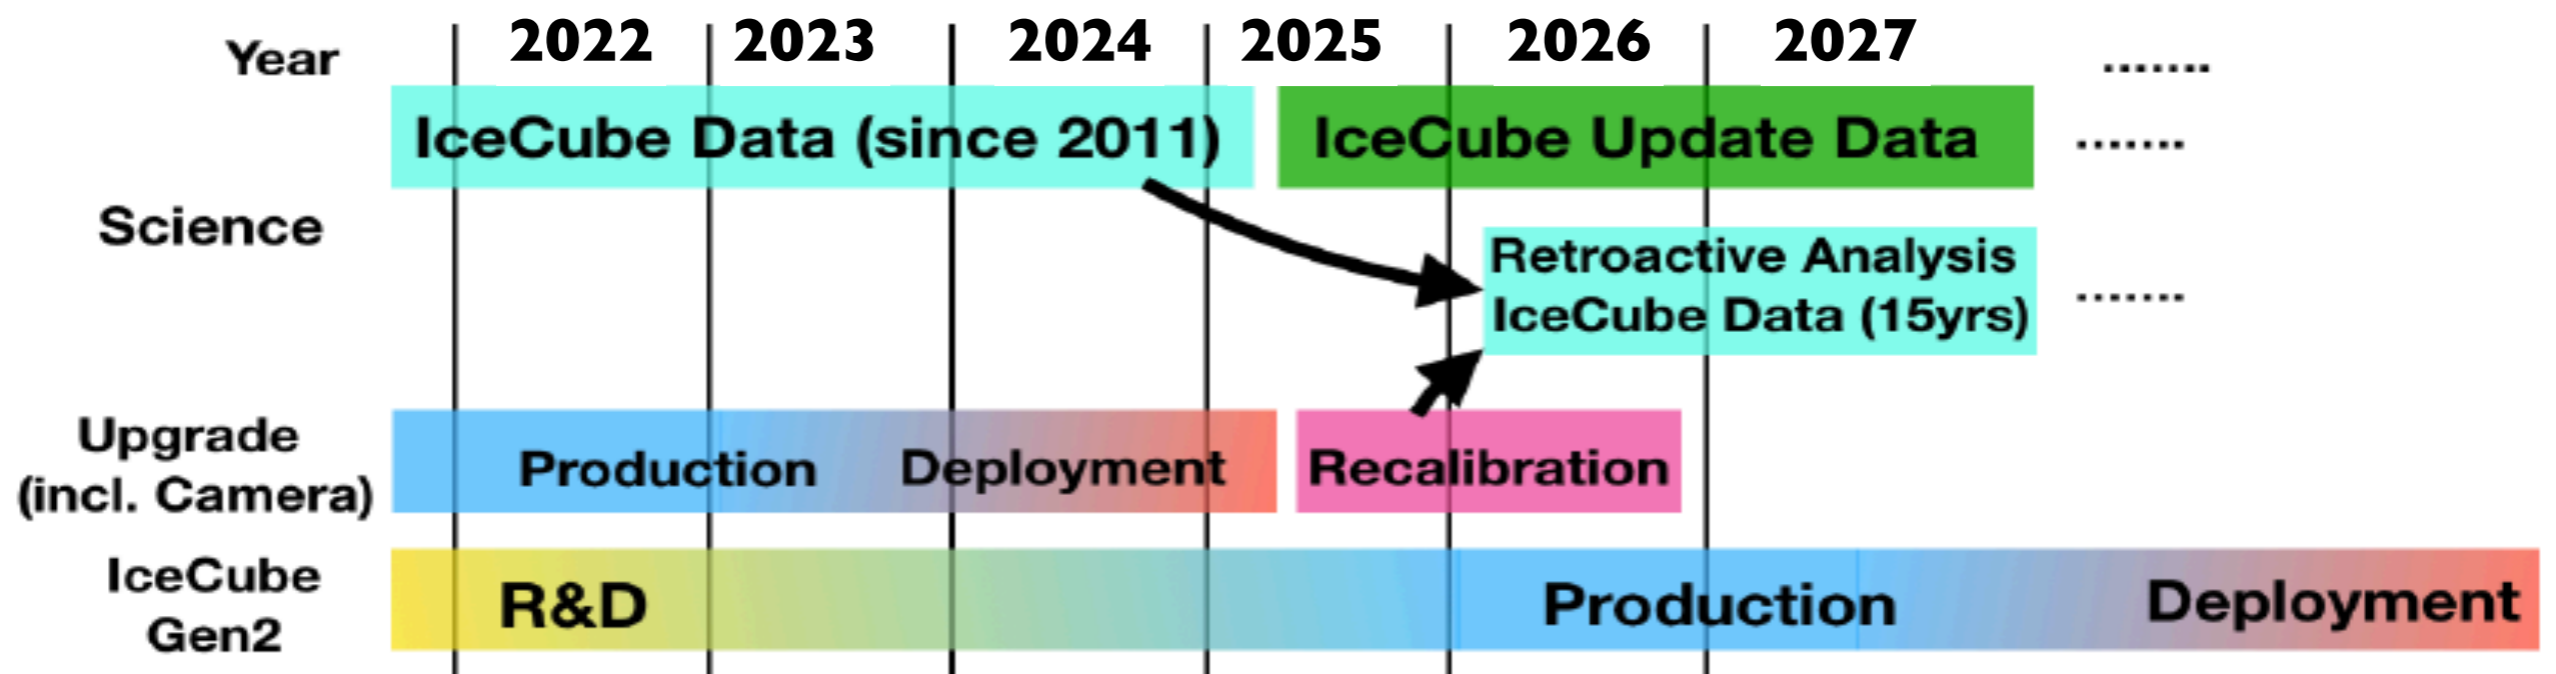 Year 2022 2023 2024 2025 2026 2027 .......
IceCube Data (since 2011) IceCube Update Data .......
Science
Retroactive Analysis
IceCube Data (15yrs) .......
Upgrade
(incl. Camera)
Production Deployment Recalibration
IceCube
Gen2
R&D Production Deployment